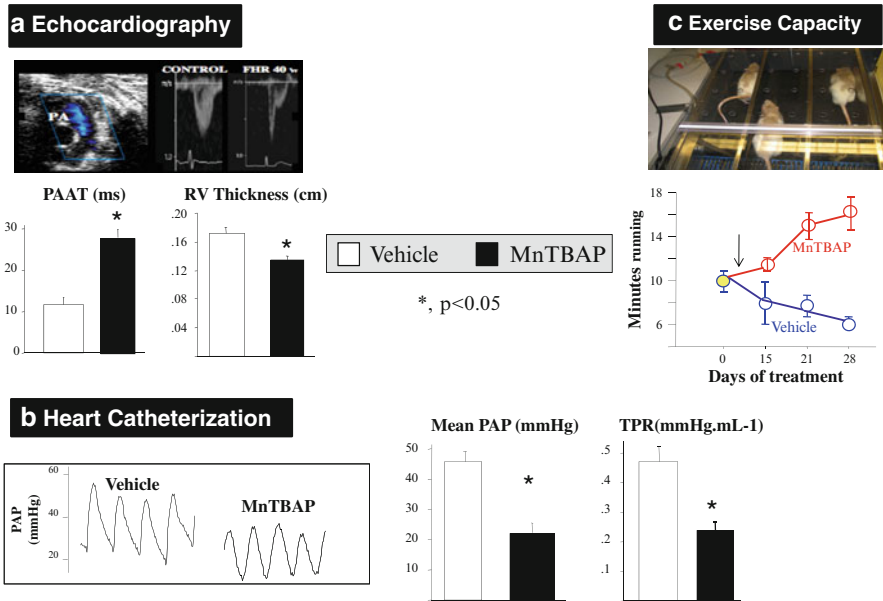 a Echocardiography
CONTROL FHR 40 w
PA
PAAT (ms)
30
20
10
0
*
RV Thickness (cm)
.20
.16
.12
.08
.04
*
Vehicle MnTBAP
*, p<0.05
c Exercise Capacity
Minutes running
18
14
10
6
MnTBAP
Vehicle
0 15 21 28
Days of treatment
b Heart Catheterization
PAP
(mmHg)
60
40
20
Vehicle
MnTBAP
Mean PAP (mmHg)
50
40
30
20
10
*
TPR(mmHg.mL-1)
.5
.4
.3
.2
.1
*